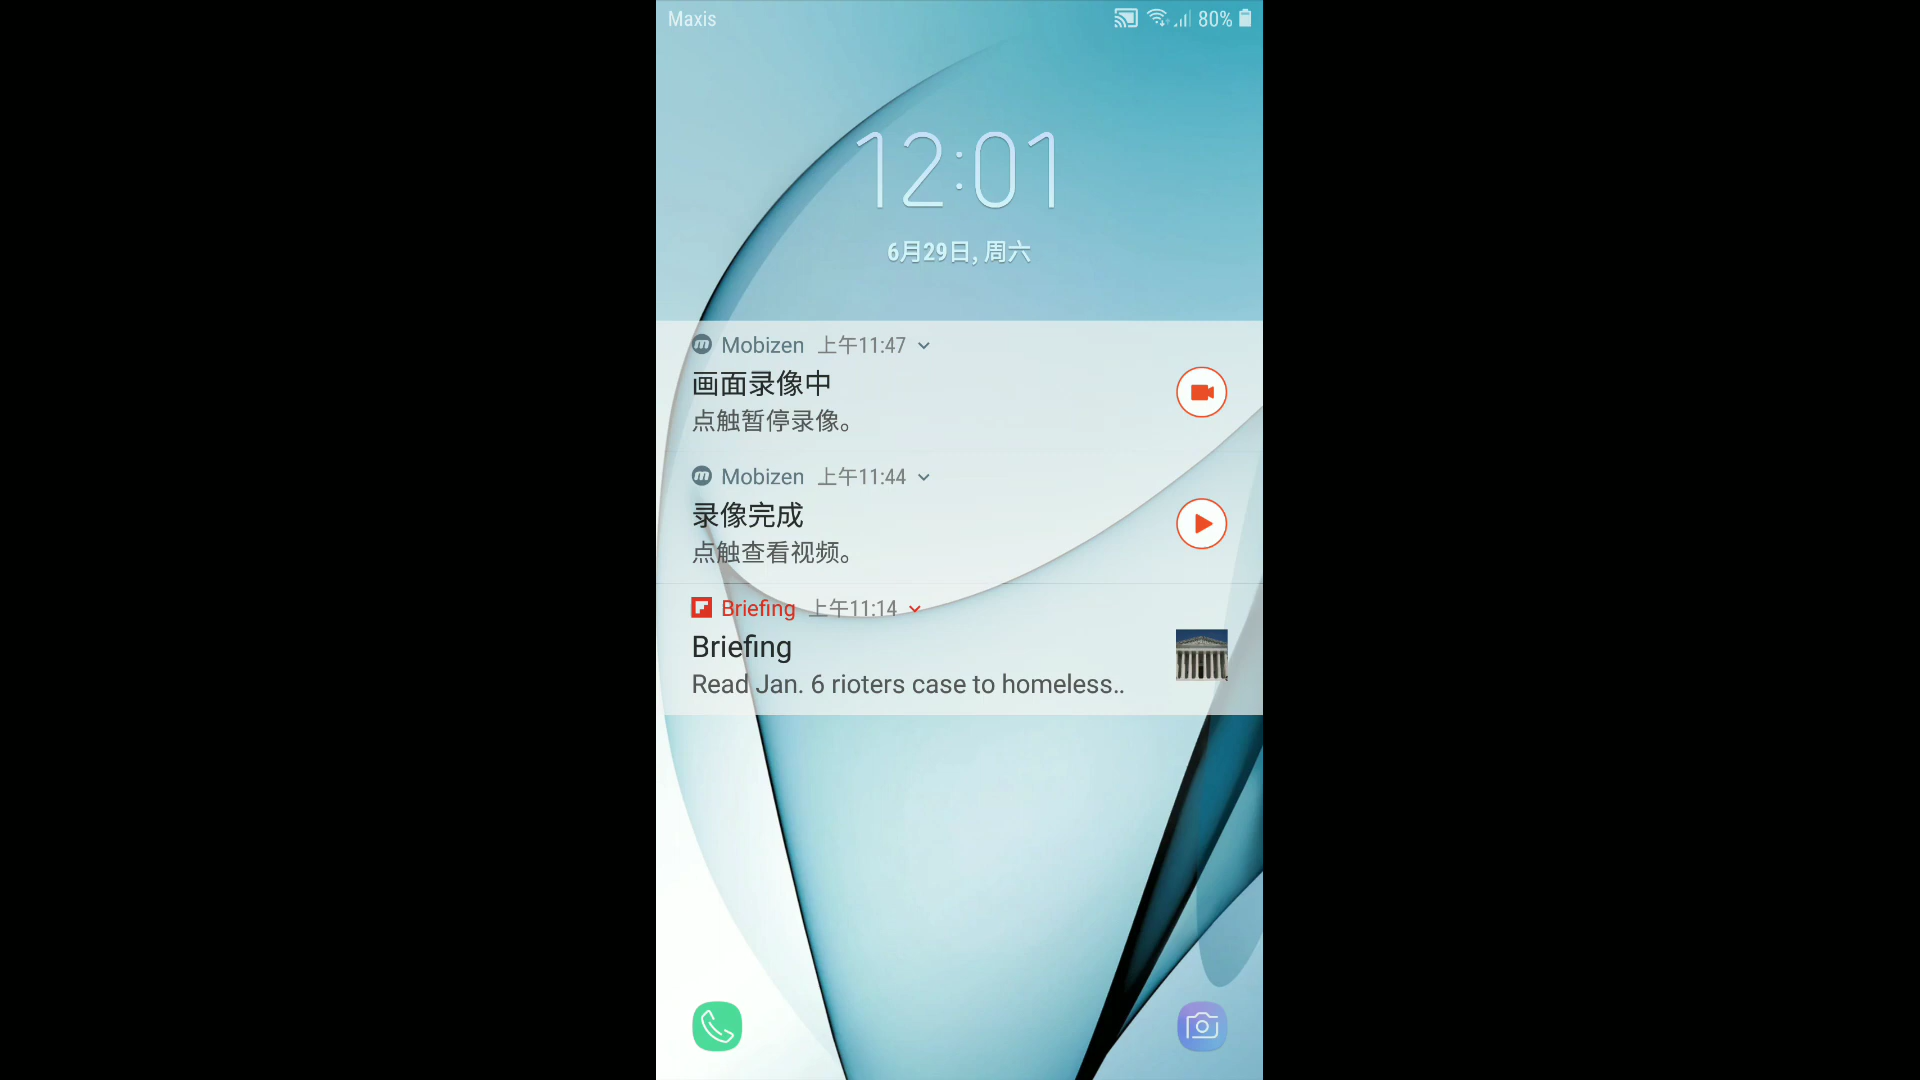 Maxis 80%
12:01
6月29日, 周六
Mobizen 上午11:47
画面录像中
点触暂停录像。
Mobizen 上午11:44
录像完成
点触查看视频。
Briefing 上午11:14
Briefing
Read Jan. 6 rioters case to homeless..